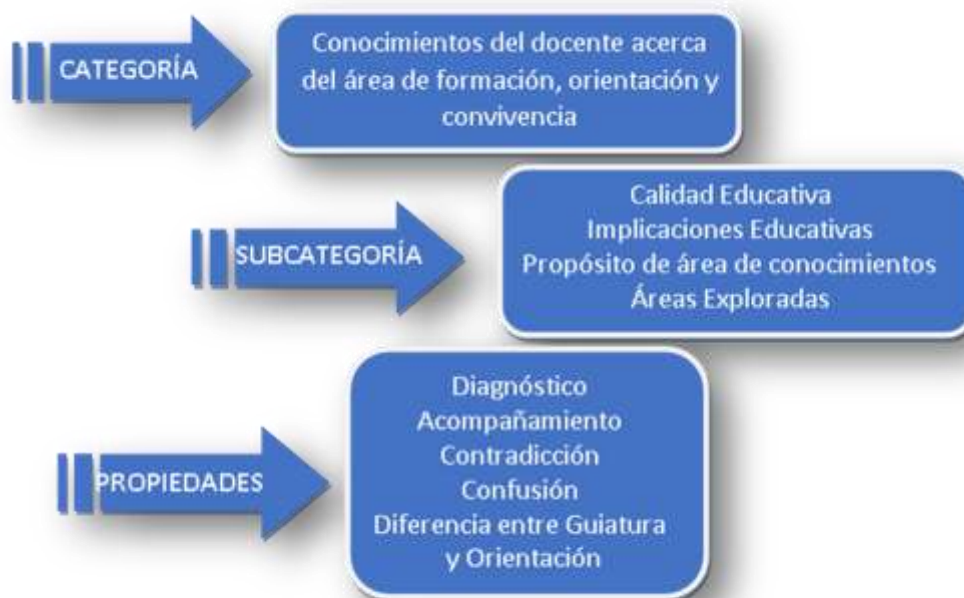 CATEGORÍA
Conocimientos del docente acerca
del área de formación, orientación y
convivencia
SUBCATEGORÍA
Calidad Educativa
Implicaciones Educativas
Propósito de área de conocimientos
Áreas Exploradas
PROPIEDADES
Diagnóstico
Acompañamiento
Contradicción
Confusión
Diferencia entre Guiatura
y Orientación